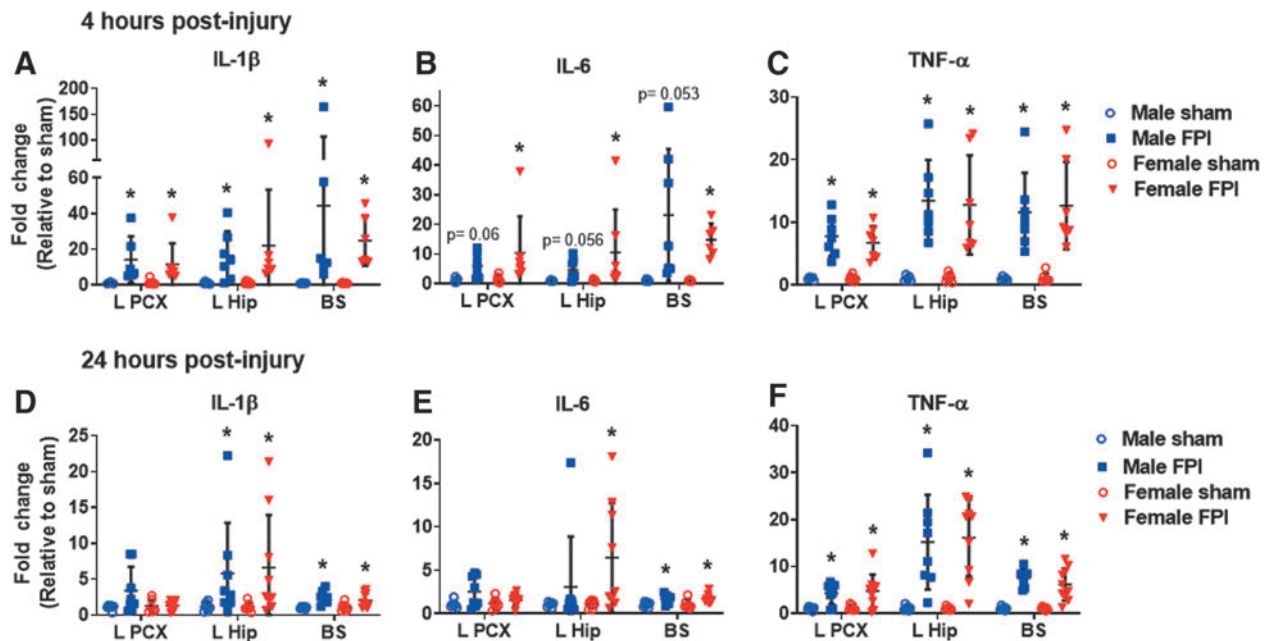 4 hours post-injury
A
IL-1β
Fold change
(Relative to sham)
200
150
100
60
40
20
0
* * * * * *
L PCX L Hip BS
B
IL-6
60
50
40
30
20
10
0
p= 0.06 * p= 0.056 * p= 0.053 *
L PCX L Hip BS
C
TNF-α
30
20
10
0
* * * * * *
L PCX L Hip BS
Male sham
Male FPI
Female sham
Female FPI
24 hours post-injury
D
IL-1β
Fold change
(Relative to sham)
25
20
15
10
5
0
* * * *
L PCX L Hip BS
E
IL-6
20
15
10
5
0
* * *
L PCX L Hip BS
F
TNF-α
40
30
20
10
0
* * * * * *
L PCX L Hip BS
Male sham
Male FPI
Female sham
Female FPI